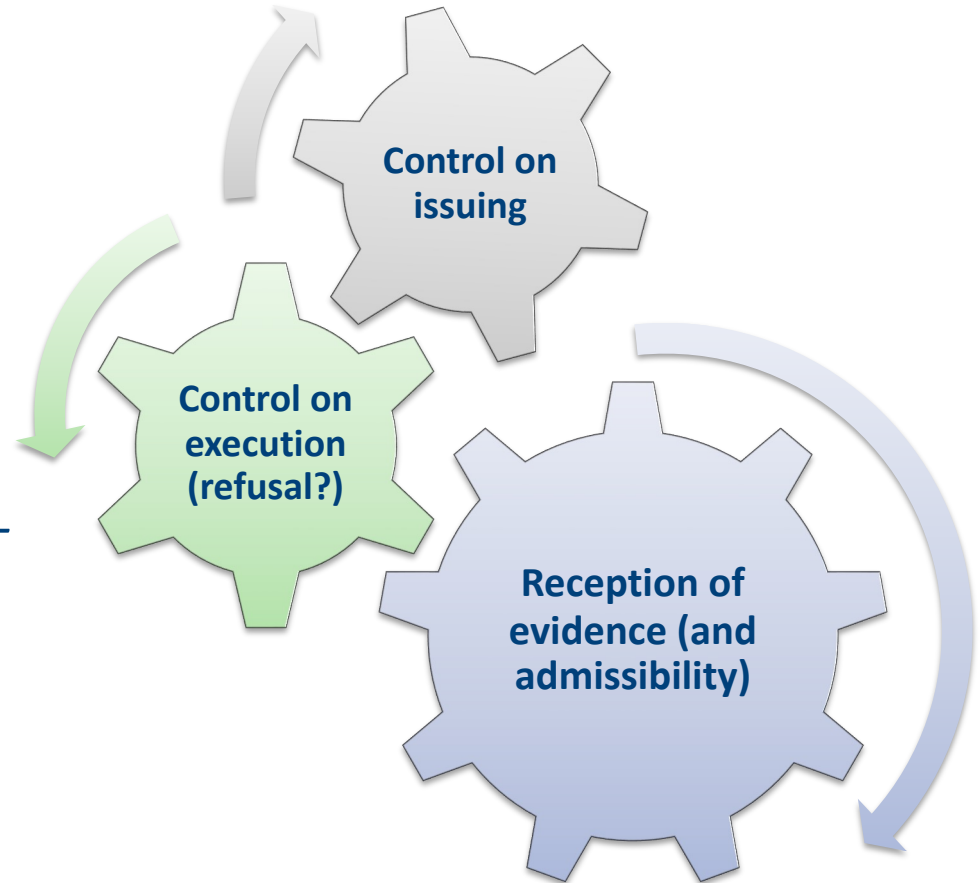 Control on
issuing
Control on
execution
(refusal?)
–
Reception of
evidence (and
admissibility)